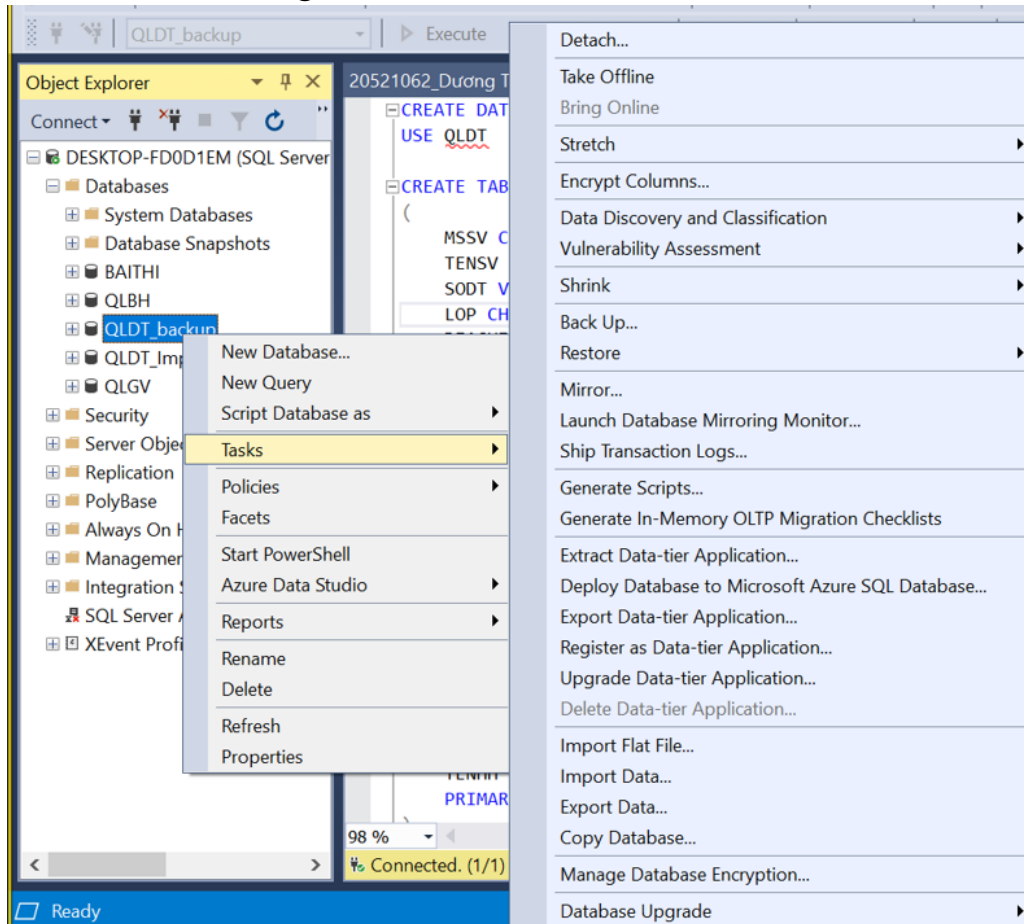 QLDT_backup
Execute
Object Explorer
Connect
DESKTOP-FD0D1EM (SQL Server
Databases
System Databases
Database Snapshots
BAITHI
QLBH
QLDT_backup
QLDT_Imp
QLGV
Security
Server Objec
Replication
PolyBase
Always On H
Managemen
Integration S
SQL Server A
XEvent Profi
20521062_Dương T
CREATE DAT
USE QLDT
CREATE TAB
(
MSSV C
TENSV
SODT V
LOP CH
PRIMAR
98 %
Connected. (1/1)
Ready
New Database...
New Query
Script Database as
Tasks
Policies
Facets
Start PowerShell
Azure Data Studio
Reports
Rename
Delete
Refresh
Properties
Detach...
Take Offline
Bring Online
Stretch
Encrypt Columns...
Data Discovery and Classification
Vulnerability Assessment
Shrink
Back Up...
Restore
Mirror...
Launch Database Mirroring Monitor...
Ship Transaction Logs...
Generate Scripts...
Generate In-Memory OLTP Migration Checklists
Extract Data-tier Application...
Deploy Database to Microsoft Azure SQL Database...
Export Data-tier Application...
Register as Data-tier Application...
Upgrade Data-tier Application...
Delete Data-tier Application...
Import Flat File...
Import Data...
Export Data...
Copy Database...
Manage Database Encryption...
Database Upgrade